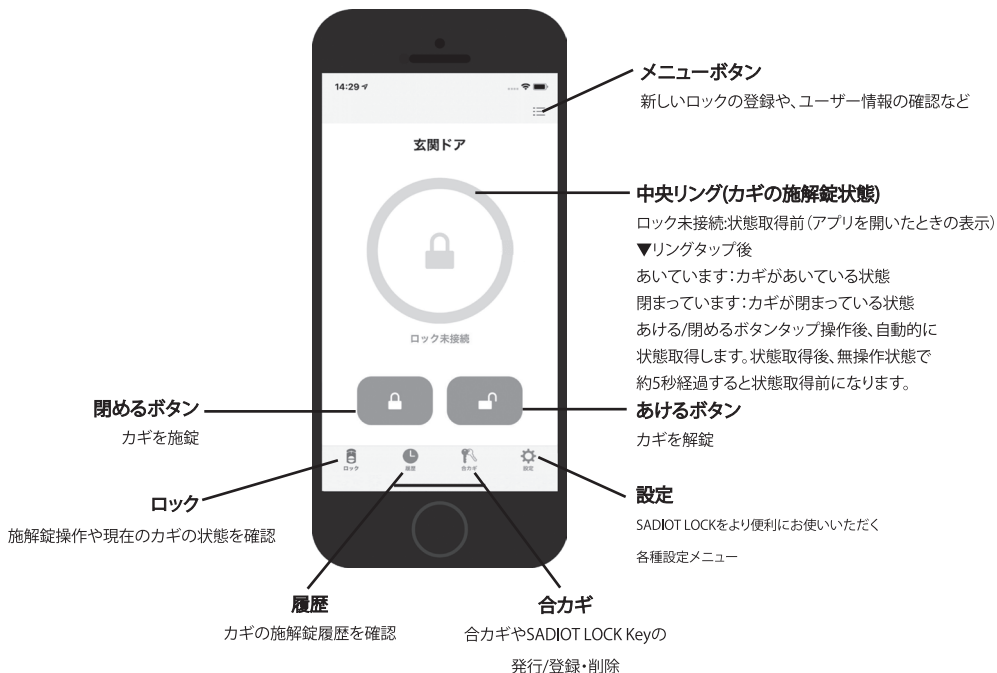 14:29
玄関ドア
ロック未接続
ロック
履歴
合カギ
設定
メニューボタン
新しいロックの登録や、ユーザー情報の確認など
中央リング(カギの施解錠状態)
ロック未接続:状態取得前（アプリを開いたときの表示）
▼リングタップ後
あいています：カギがあいている状態
閉まっています：カギが閉まっている状態
あける/閉めるボタンタップ操作後、自動的に
状態取得します。状態取得後、無操作状態で
約5秒経過すると状態取得前になります。
閉めるボタン
カギを施錠
あけるボタン
カギを解錠
ロック
施解錠操作や現在のカギの状態を確認
設定
SADIOT LOCKをより便利にお使いいただく
各種設定メニュー
履歴
カギの施解錠履歴を確認
合カギ
合カギやSADIOT LOCK Keyの
発行/登録・削除